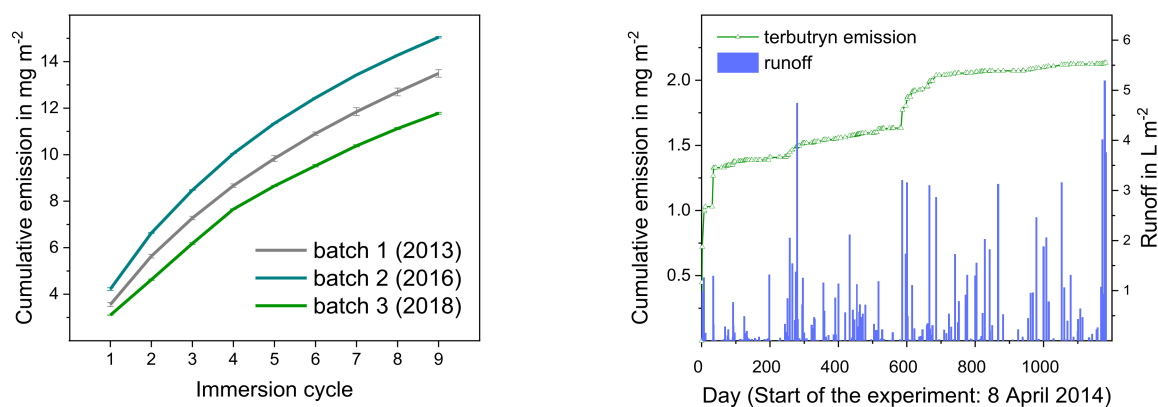 Cumulative emission in mg m-2
14
12
10
8
6
4
batch 1 (2013)
batch 2 (2016)
batch 3 (2018)
1 2 3 4 5 6 7 8 9
Immersion cycle
Cumulative emission in mg m-2
2.0
1.5
1.0
0.5
terbutryn emission
runoff
6
5
4
3
2
1
Runoff in L m-2
0 200 400 600 800 1000
Day (Start of the experiment: 8 April 2014)